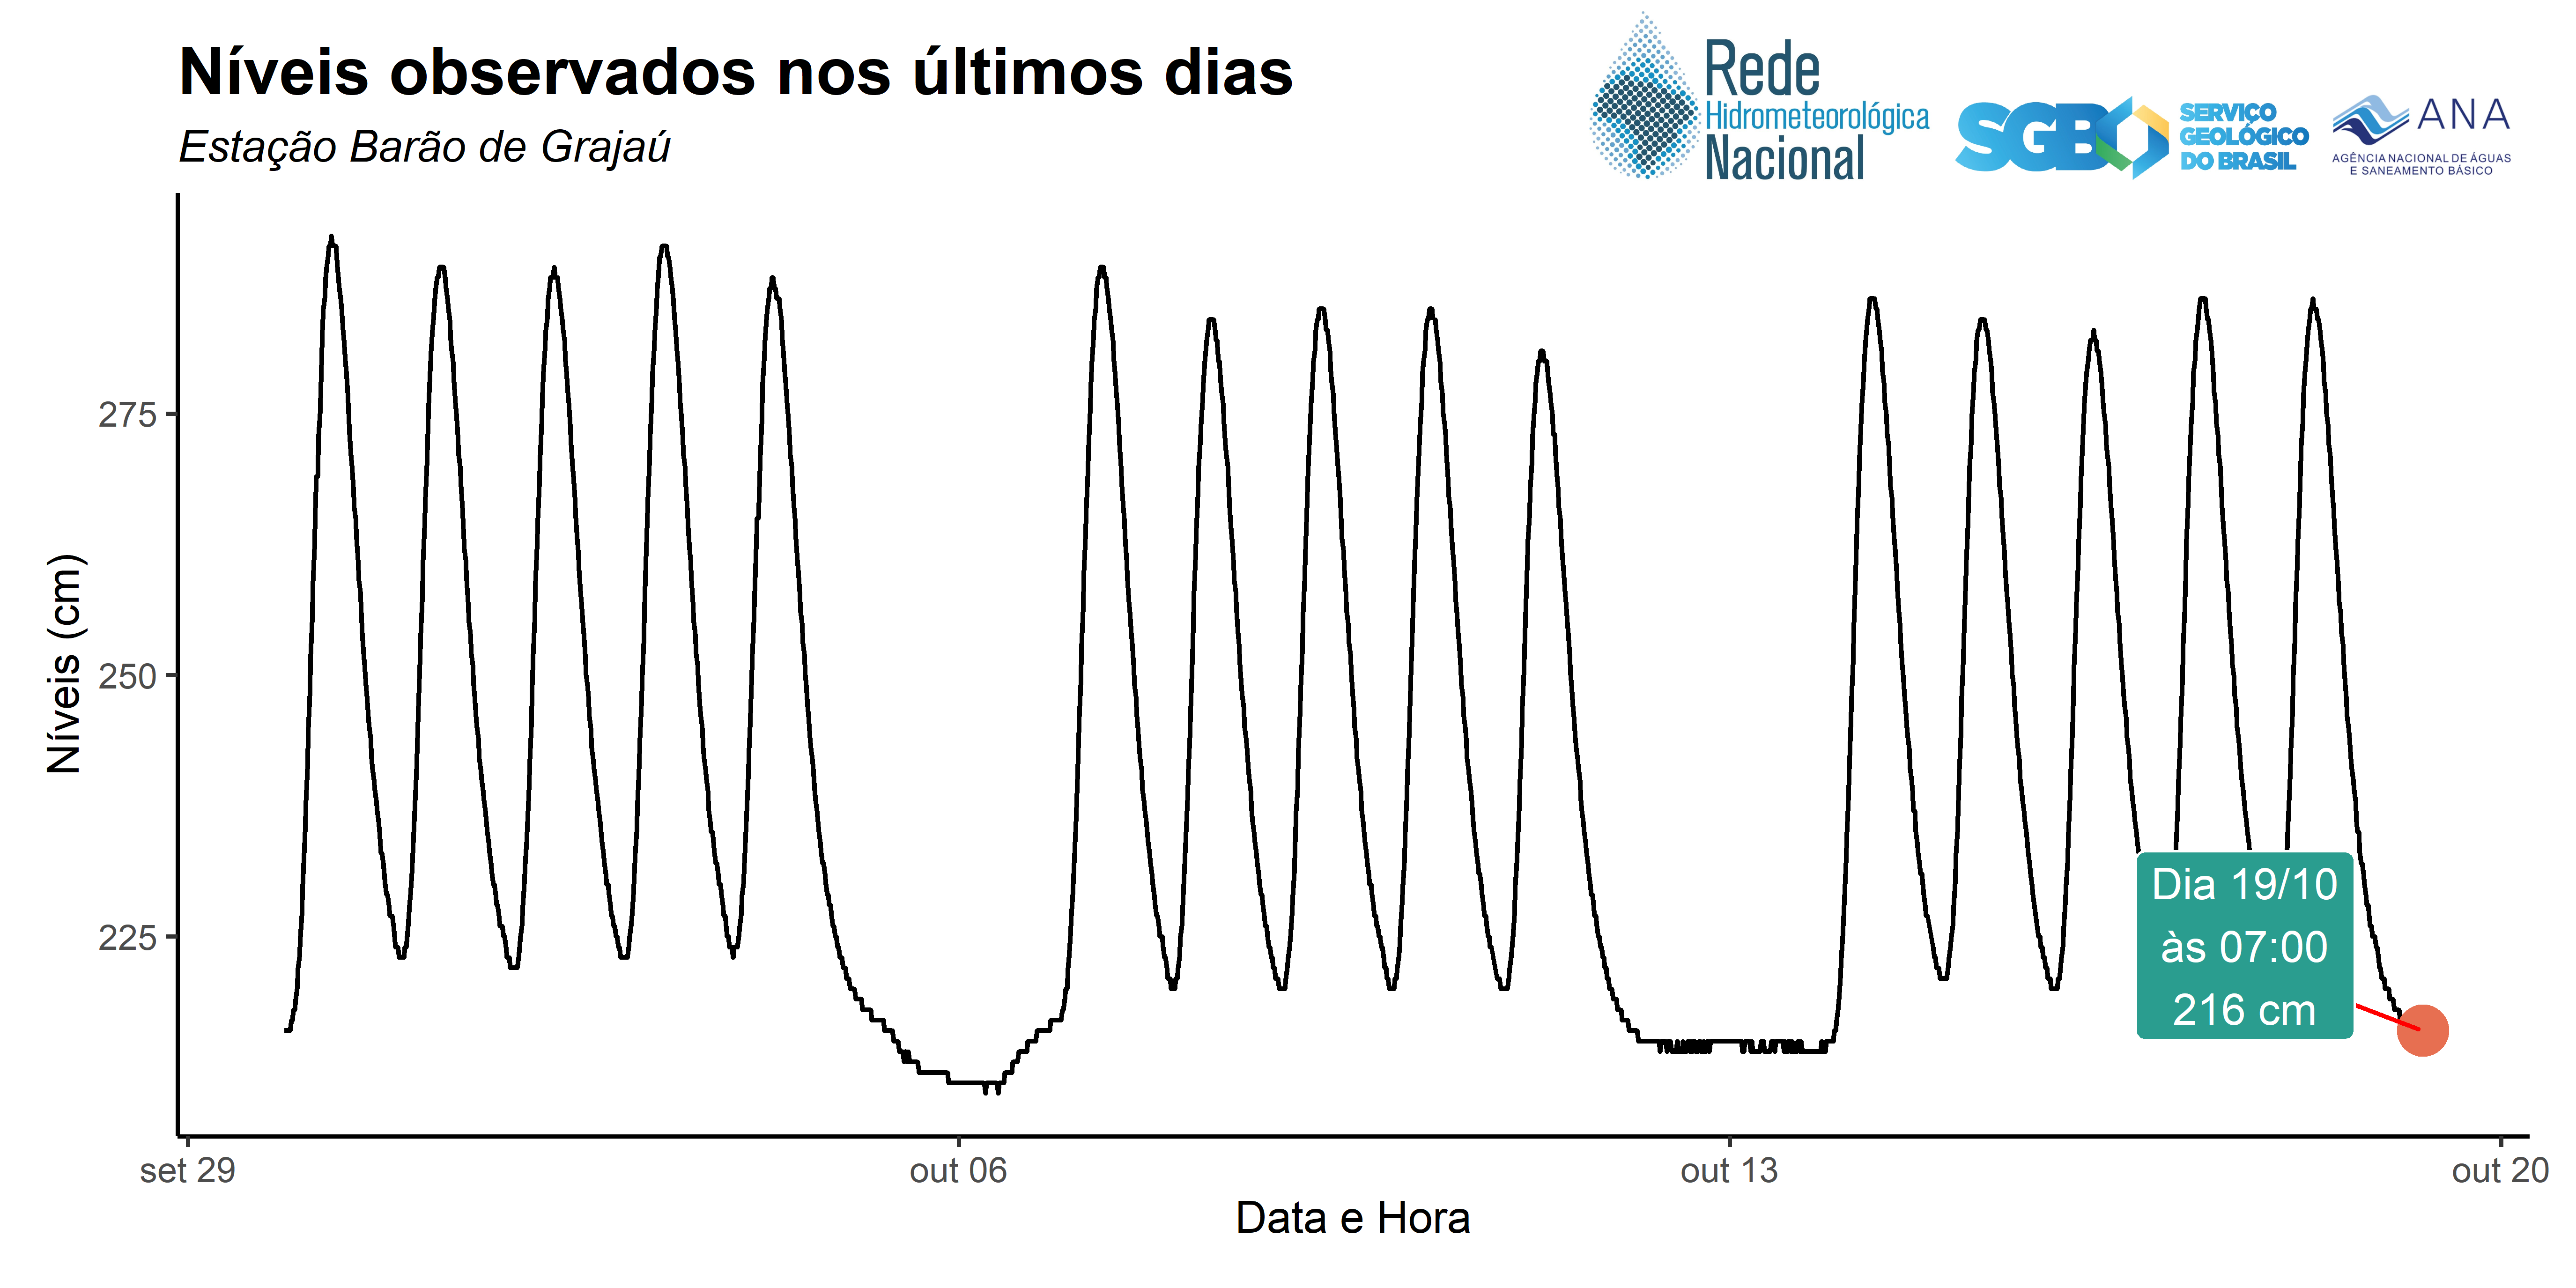 Níveis observados nos últimos dias
Estação Barão de Grajaú
Rede
Hidrometeorológica
Nacional
SGB
SERVIÇO
GEOLÓGICO
DO BRASIL
ANA
AGÊNCIA NACIONAL DE ÁGUAS
E SANEAMENTO BÁSICO
Níveis (cm)
275
250
225
Dia 19/10
às 07:00
216 cm
set 29
out 06
out 13
out 20
Data e Hora